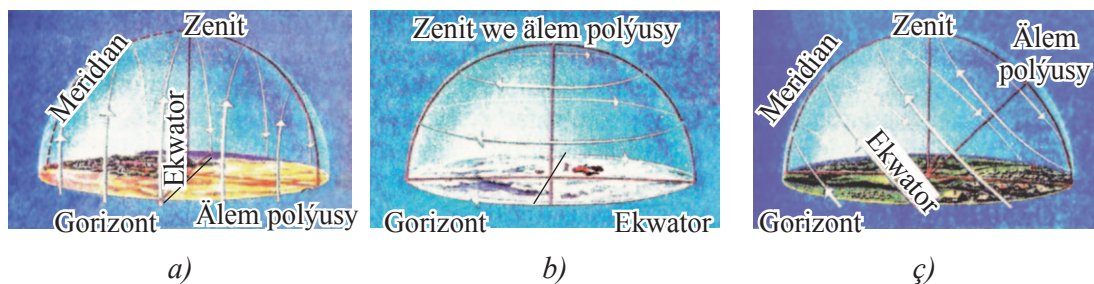 Zenit
Meridian
Ekwator
Gorizont
Älem polýusy
a)
Zenit we älem polýusy
Gorizont
Ekwator
b)
Meridian
Zenit
Älem
polýusy
Ekwator
Gorizont
ç)